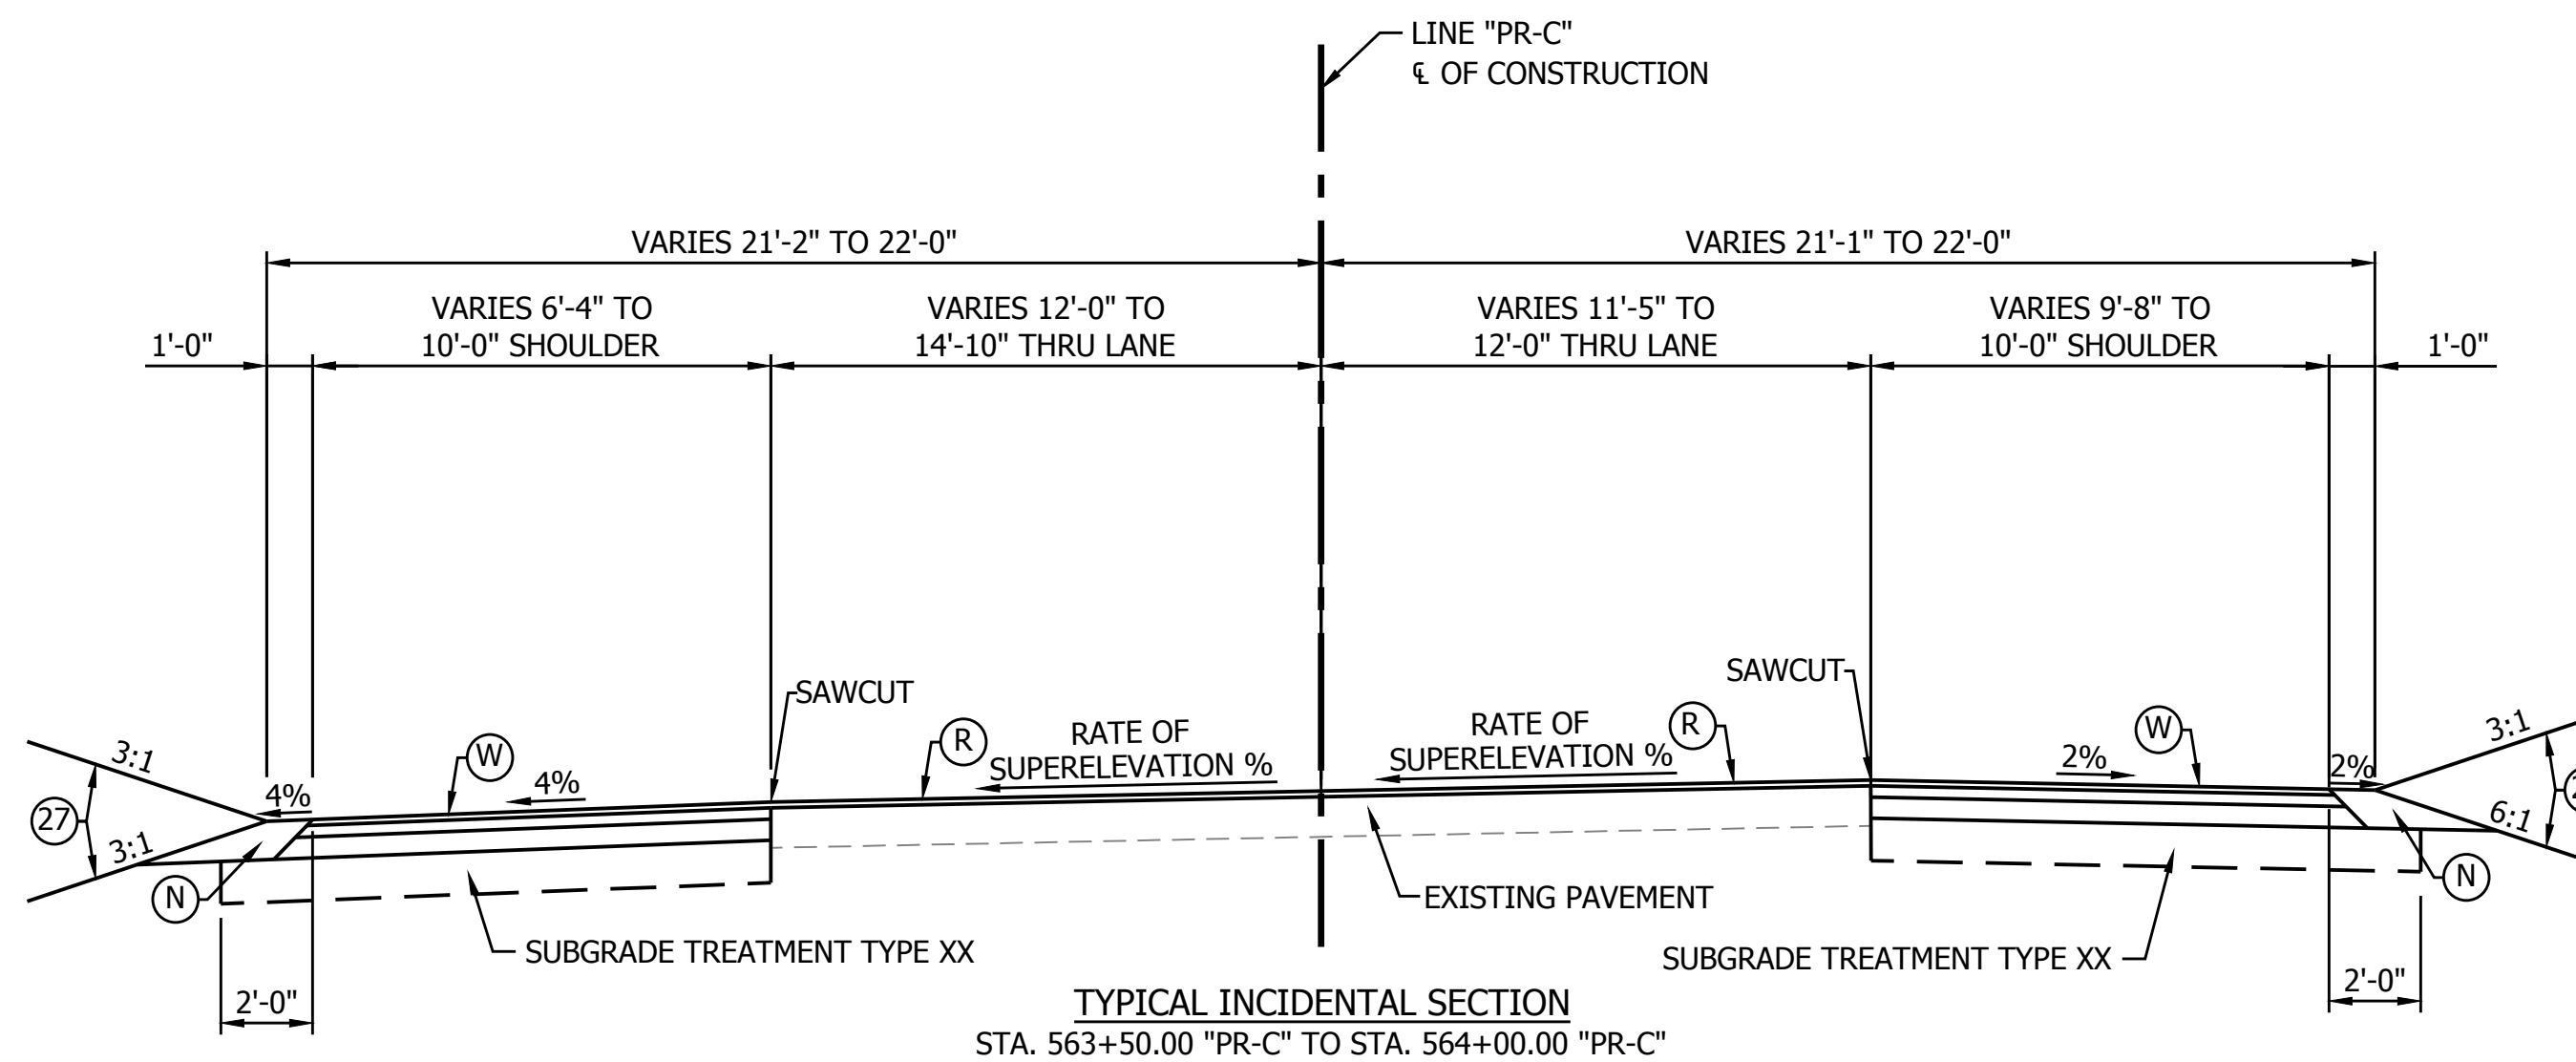 LINE "PR-C"
℄ OF CONSTRUCTION
VARIES 21'-2" TO 22'-0"
VARIES 21'-1" TO 22'-0"
1'-0"
VARIES 6'-4" TO
10'-0" SHOULDER
VARIES 12'-0" TO
14'-10" THRU LANE
VARIES 11'-5" TO
12'-0" THRU LANE
VARIES 9'-8" TO
10'-0" SHOULDER
1'-0"
3:1
27
3:1
4%
W
4%
SAWCUT
R
RATE OF
SUPERELEVATION %
RATE OF
SUPERELEVATION %
R
SAWCUT
2%
W
2%
3:1
6:1
N
SUBGRADE TREATMENT TYPE XX
EXISTING PAVEMENT
SUBGRADE TREATMENT TYPE XX
N
2'-0"
2'-0"
TYPICAL INCIDENTAL SECTION
STA. 563+50.00 "PR-C" TO STA. 564+00.00 "PR-C"